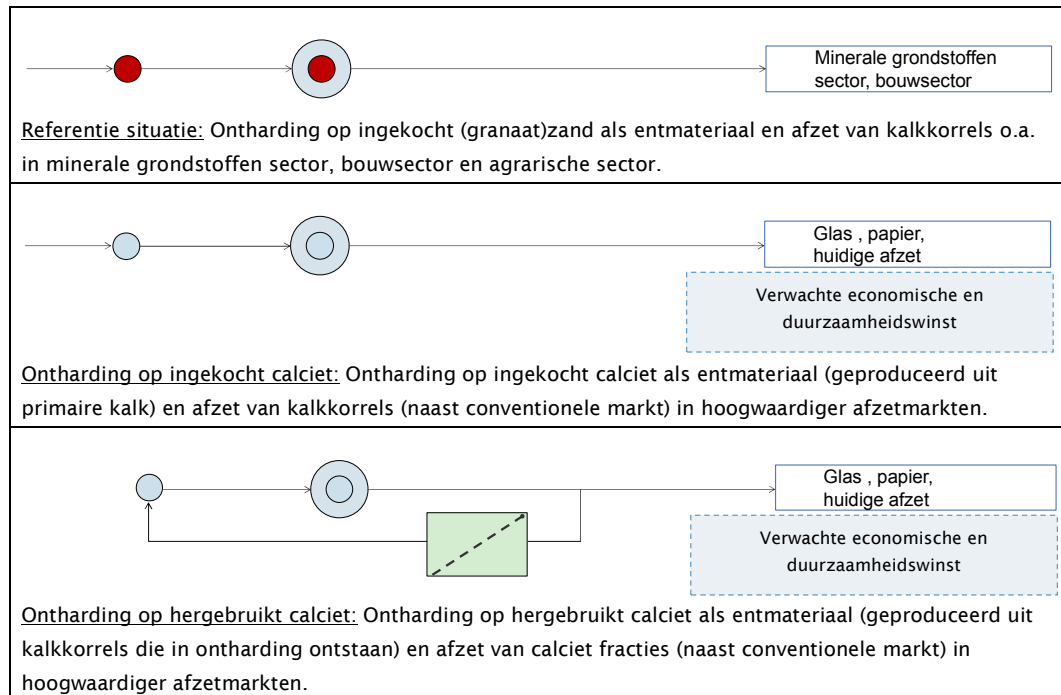 Minerale grondstoffen
sector, bouwsector
Referentie situatie: Ontharding op ingekocht (granaat)zand als entmateriaal en afzet van kalkkorrels o.a.
in minerale grondstoffen sector, bouwsector en agrarische sector.
Glas , papier,
huidige afzet
Verwachte economische en
duurzaamheidswinst
Ontharding op ingekocht calciet: Ontharding op ingekocht calciet als entmateriaal (geproduceerd uit
primaire kalk) en afzet van kalkkorrels (naast conventionele markt) in hoogwaardiger afzetmarkten.
Glas , papier,
huidige afzet
Verwachte economische en
duurzaamheidswinst
Ontharding op hergebruikt calciet: Ontharding op hergebruikt calciet als entmateriaal (geproduceerd uit
kalkkorrels die in ontharding ontstaan) en afzet van calciet fracties (naast conventionele markt) in
hoogwaardiger afzetmarkten.